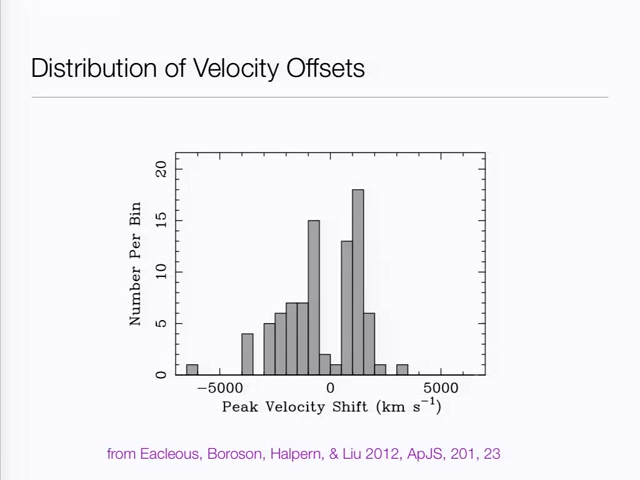 Distribution of Velocity Offsets
20
15
10
5
0
Number Per Bin
−5000 0 5000
Peak Velocity Shift (km s⁻¹)
from Eacleous, Boroson, Halpern, & Liu 2012, ApJS, 201, 23